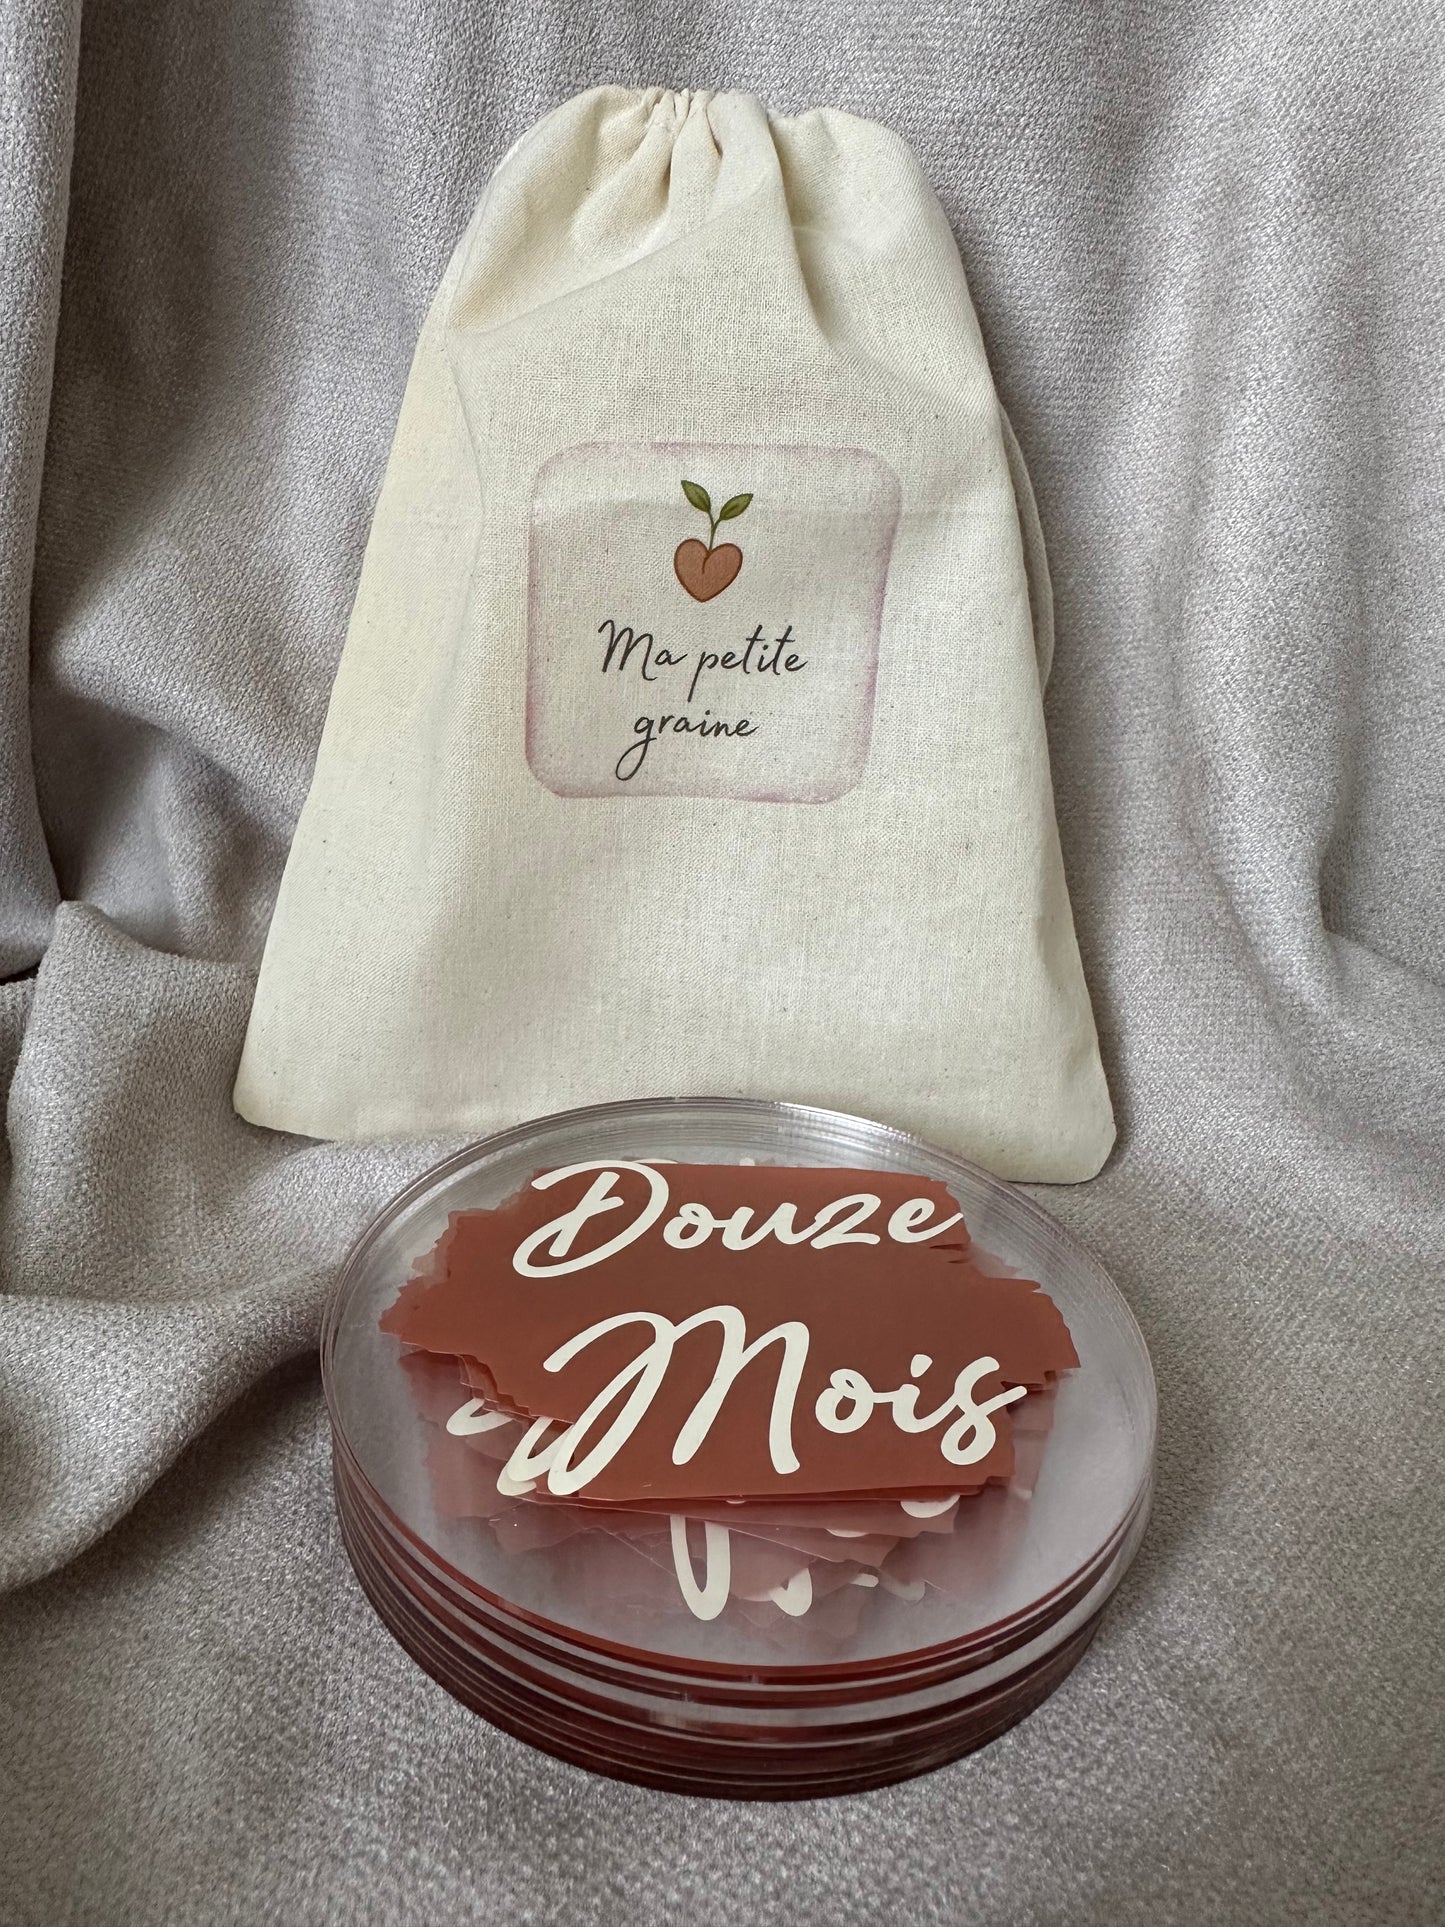 Ma petite
graine
Douze
Mois